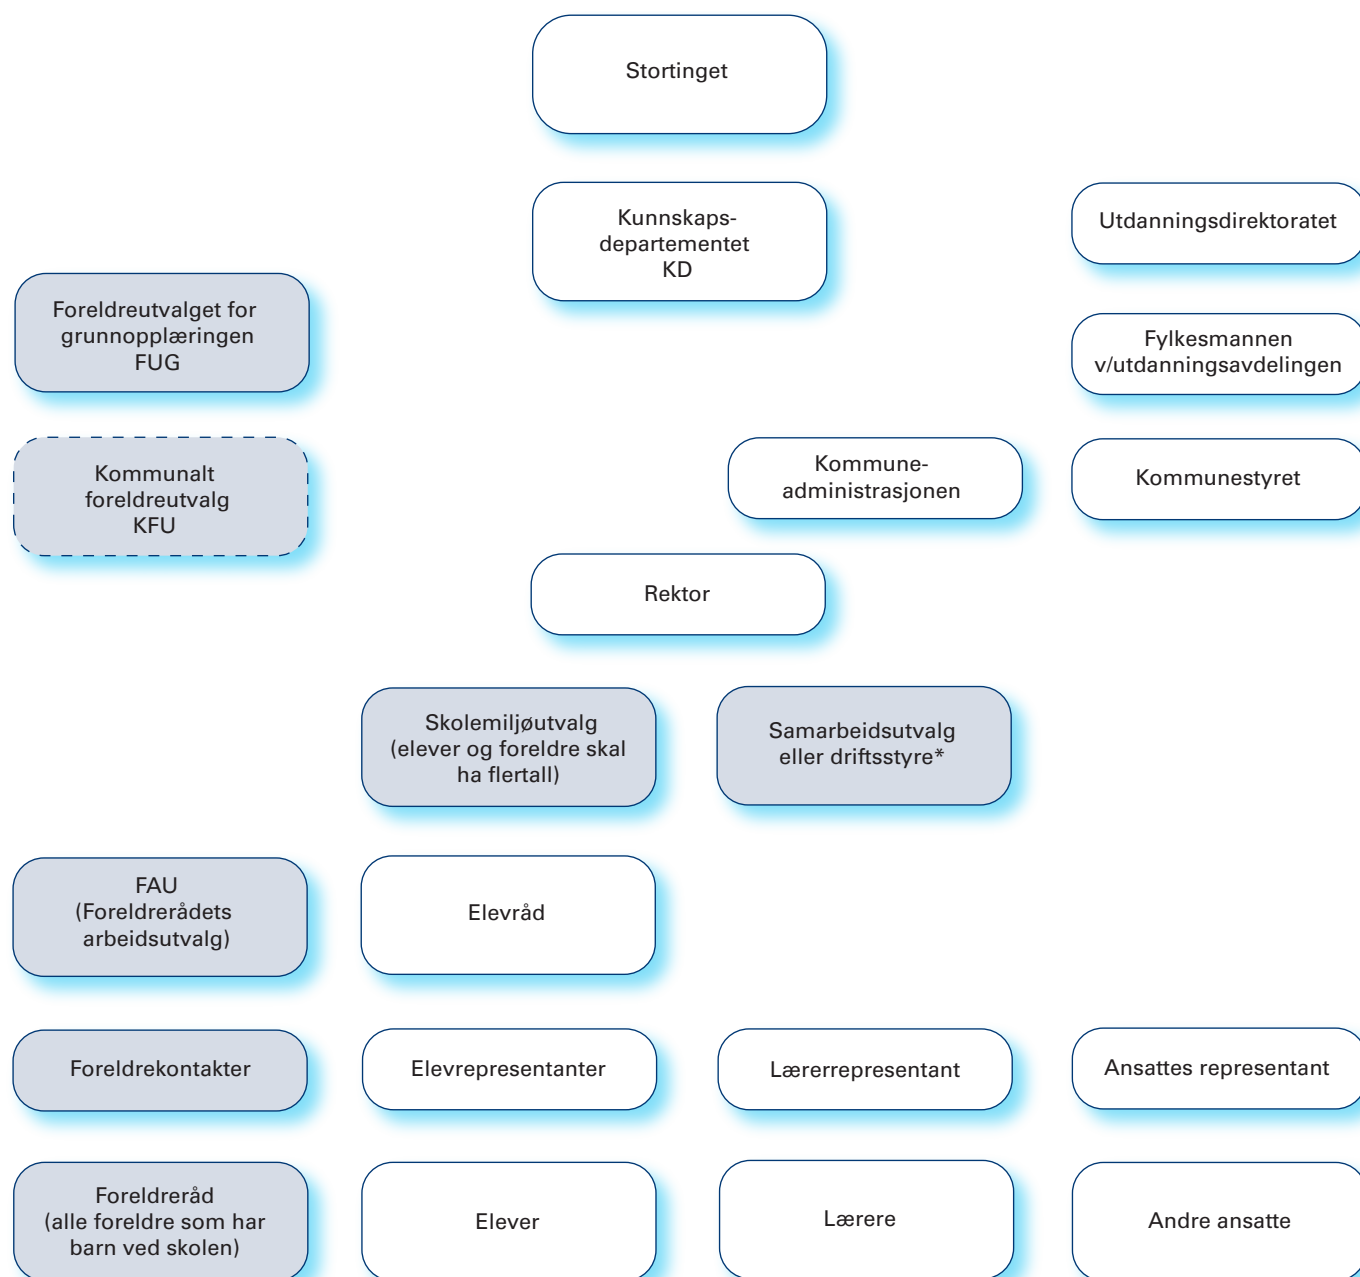 Stortinget
Kunnskaps-
departementet
KD
Utdanningsdirektoratet
Foreldreutvalget for
grunnopplæringen
FUG
Fylkesmannen
v/utdanningsavdelingen
Kommunalt
foreldreutvalg
KFU
Kommune-
administrasjonen
Kommunestyret
Rektor
Skolemiljøutvalg
(elever og foreldre skal
ha flertall)
Samarbeidsutvalg
eller driftsstyre*
FAU
(Foreldrerådets
arbeidsutvalg)
Elevråd
Foreldrekontakter
Elevrepresentanter
Lærerrepresentant
Ansattes representant
Foreldreråd
(alle foreldre som har
barn ved skolen)
Elever
Lærere
Andre ansatte